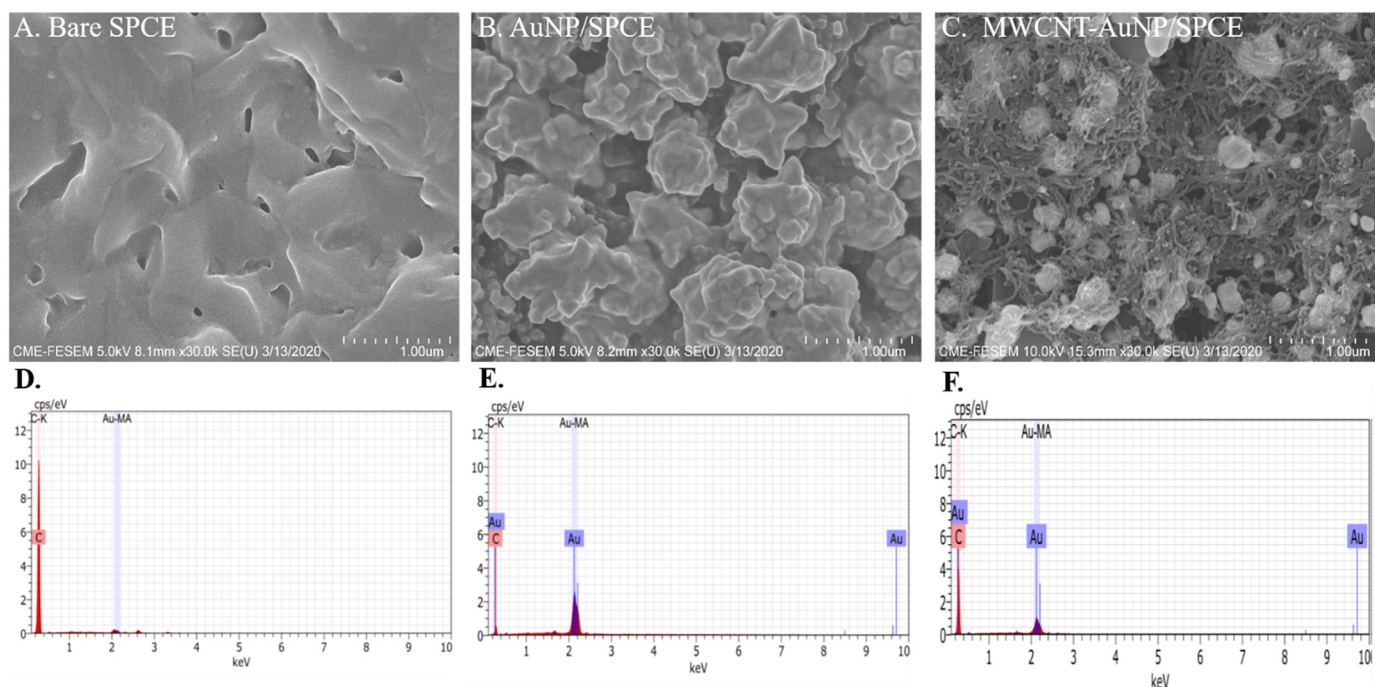 A. Bare SPCE
CME-FESEM 5.0kV 8.1mm x30.0k SE(U) 3/13/2020
1.00um
B. AuNP/SPCE
CME-FESEM 5.0kV 8.2mm x30.0k SE(U) 3/13/2020
1.00um
C. MWCNT-AuNP/SPCE
CME-FESEM 10.0kV 15.3mm x30.0k SE(U) 3/13/2020
1.00um
D.
cps/eV
C-K
Au-MA
12
10
8
6
4
2
0
C
1 2 3 4 5 6 7 8 9 10
keV
E.
cps/eV
C-K
Au-MA
12
10
8
6
4
2
0
Au
C
Au
Au
1 2 3 4 5 6 7 8 9 10
keV
F.
cps/eV
C-K
Au-MA
12
10
8
6
4
2
0
Au
C
Au
Au
1 2 3 4 5 6 7 8 9 10
keV